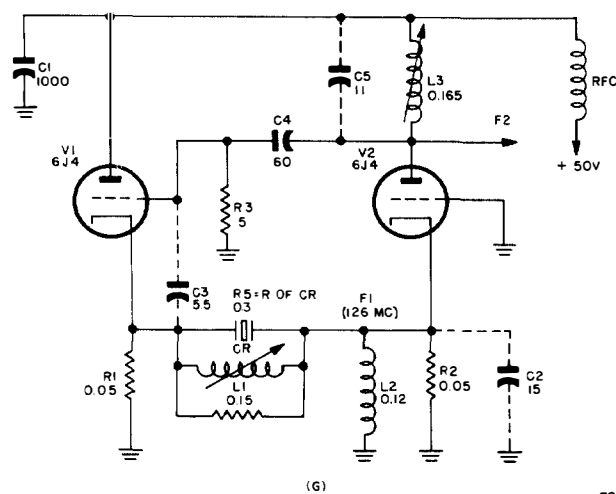 C1
1000
C5
11
L3
0.165
RFC
C4
60
F2
V1
6J4
V2
6J4
+ 50V
R3
5
C3
5.5
R5=R OF CR
03
CR
F1
(126 MC)
R1
0.05
L1
0.15
L2
0.12
R2
0.05
C2
15
(G)